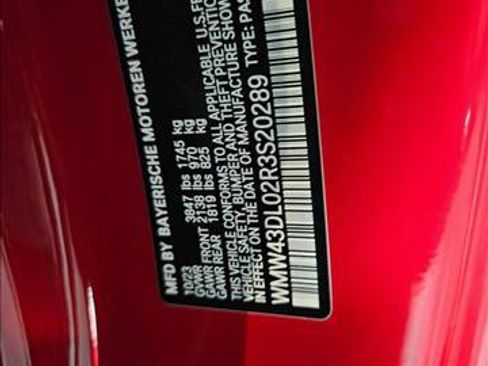 MFD BY BAYERISCHE MOTOREN WERKE
10/23
GVWR 3847 lbs 1745 kg
GAWR FRONT 2138 lbs 970 kg
GAWR REAR 1819 lbs 825 kg
THIS VEHICLE CONFORMS TO ALL APPLICABLE U.S. FE
VEHICLE SAFETY, BUMPER AND THEFT PREVENTION
IN EFFECT ON THE DATE OF MANUFACTURE SHOW
WMW43DL02R3S20289 TYPE: PAS